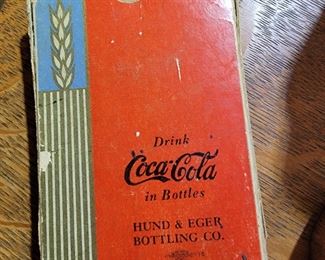 Drink
Coca-Cola
in Bottles
HUND & EGER
BOTTLING CO.